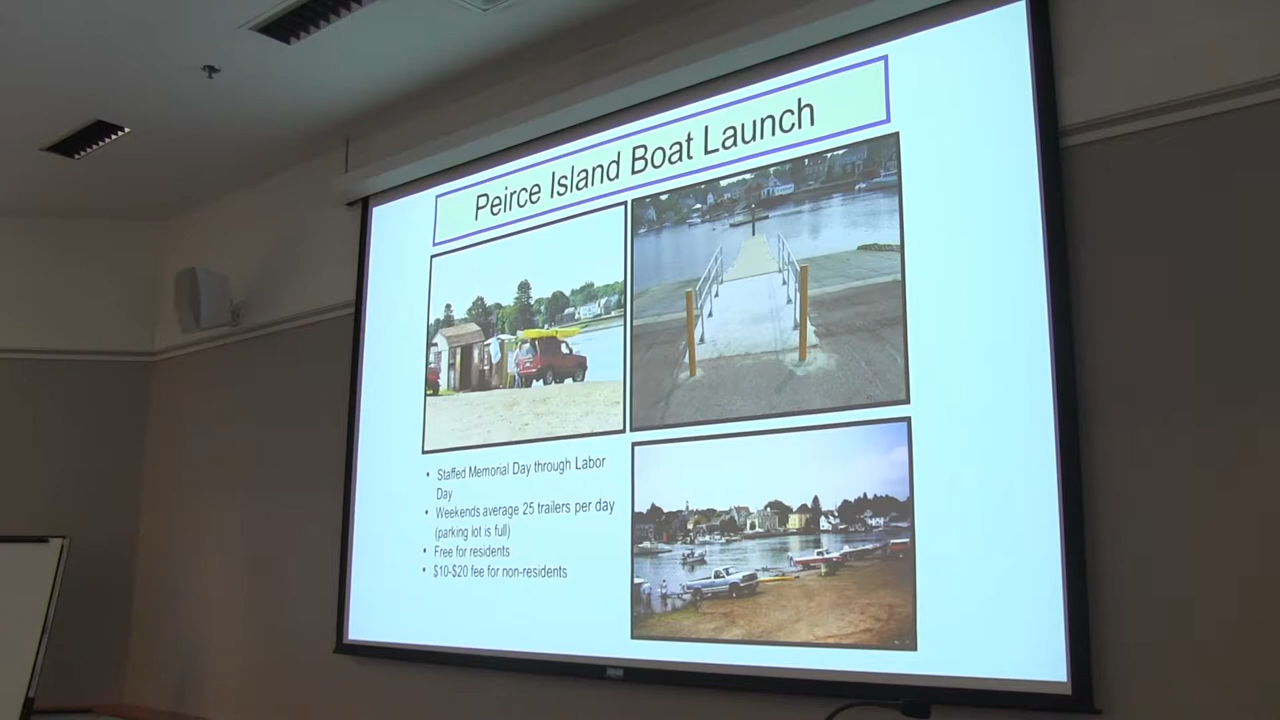 Peirce Island Boat Launch
• Staffed Memorial Day through Labor
Day
• Weekends average 25 trailers per day
(parking lot is full)
• Free for residents
• $10-$20 fee for non-residents